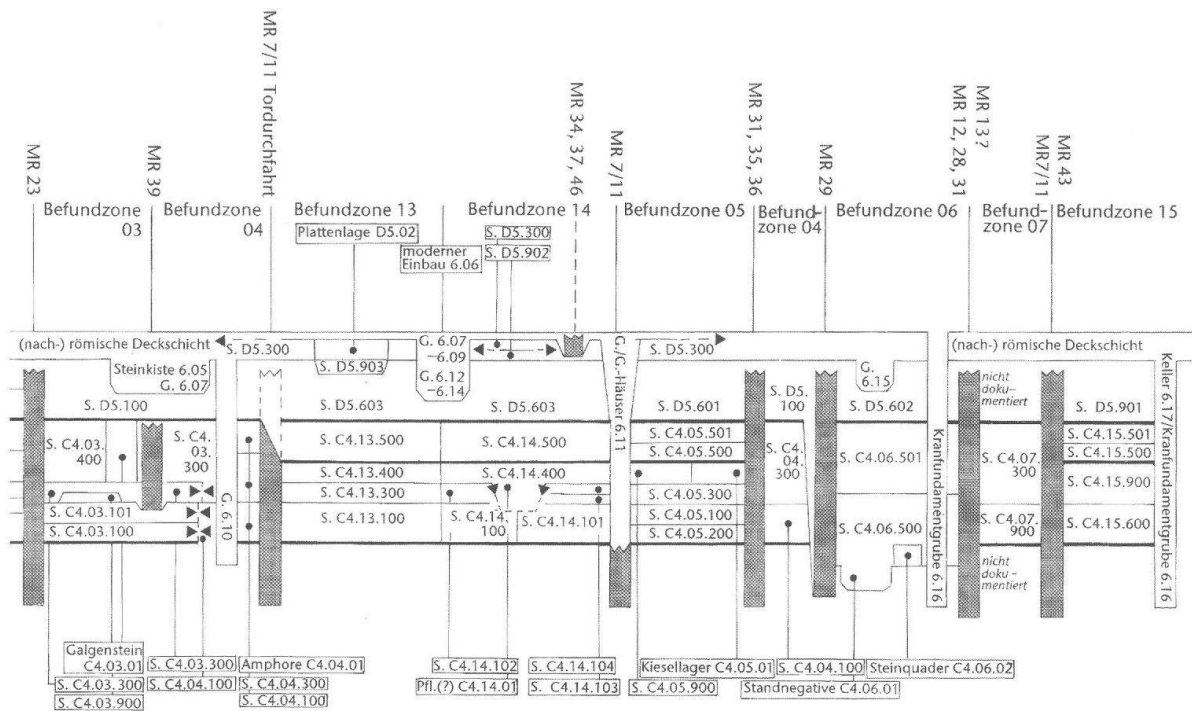 MR 23
MR 39
MR 7/11 Tordurchfahrt
MR 34, 37, 46
MR 7/11
MR 31, 35, 36
MR 29
MR 13?
MR 12, 28, 31
MR 43
MR7/11
Befundzone
03
Befundzone
04
Befundzone 13
Befundzone 14
Befundzone 05
Befund-
zone 04
Befundzone 06
Befund-
zone 07
Befundzone 15
Plattenlage D5.02
moderner
Einbau 6.06
S. D5.300
S. D5.902
(nach-) römische Deckschicht
S. D5.300
S. D5.903
G. 6.07
-6.09
G. 6.12
-6.14
G./G.-Häuser 6.11
S. D5.300
G.
6.15
(nach-) römische Deckschicht
Steinkiste 6.05
G. 6.07
S. D5.100
S. D5.603
S. D5.603
S. D5.601
S. D5.
100
S. D5.602
nicht
doku-
mentiert
S. D5.901
S. C4.03.
400
S. C4.
03.
300
S. C4.03.101
S. C4.03.100
G. 6.10
S. C4.13.500
S. C4.13.400
S. C4.13.300
S. C4.13.100
S. C4.14.500
S. C4.14.400
S. C4.14.
100
S. C4.14.101
S. C4.05.501
S. C4.05.500
S. C4.05.300
S. C4.05.100
S. C4.05.200
S. C4.
04.
300
S. C4.06.501
S. C4.06.500
Kranfundamentgrube 6.16
S. C4.07.
300
S. C4.07.
900
nicht
doku-
mentiert
S. C4.15.501
S. C4.15.500
S. C4.15.900
S. C4.15.600
Keller 6.17/Kranfundamentgrube 6.16
Galgenstein
C4.03.01
S. C4.03.300
S. C4.03.900
S. C4.03.300
S. C4.04.100
Amphore C4.04.01
S. C4.04.300
S. C4.04.100
S. C4.14.102
Pfl.(?) C4.14.01
S. C4.14.104
S. C4.14.103
Kiesellager C4.05.01
S. C4.05.900
S. C4.04.100
Standnegative C4.06.01
Steinquader C4.06.02